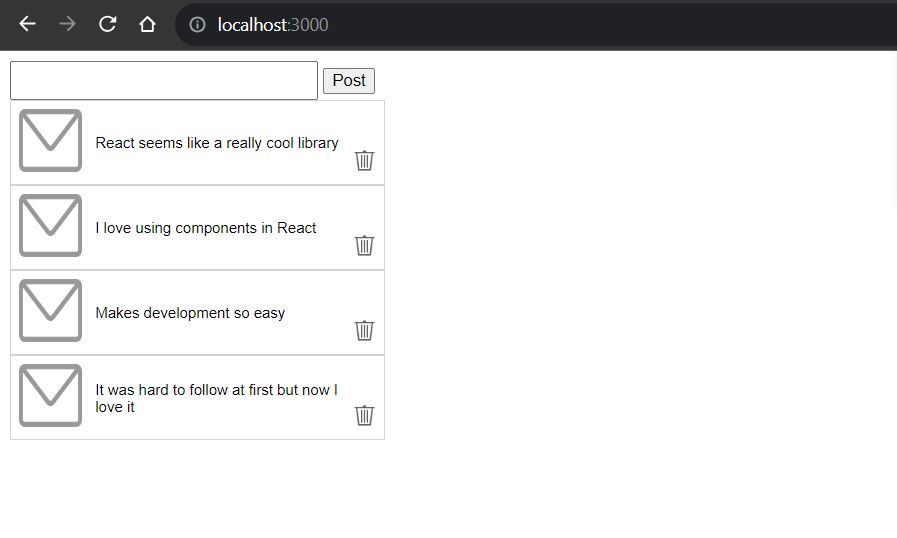 localhost:3000
Post
React seems like a really cool library
I love using components in React
Makes development so easy
It was hard to follow at first but now I
love it